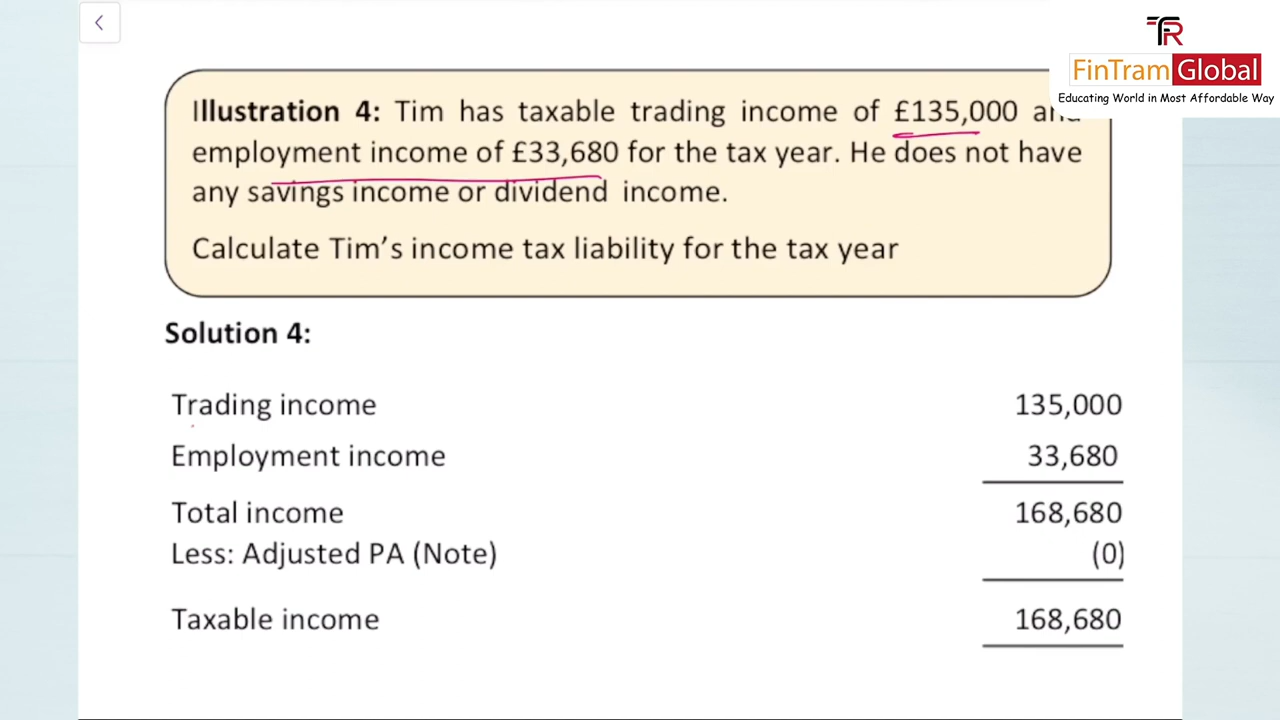 TR
FinTram Global
Educating World in Most Affordable Way
Illustration 4: Tim has taxable trading income of £135,000 and
employment income of £33,680 for the tax year. He does not have
any savings income or dividend income.
Calculate Tim's income tax liability for the tax year
Solution 4:
Trading income 135,000
Employment income 33,680
Total income 168,680
Less: Adjusted PA (Note) (0)
Taxable income 168,680